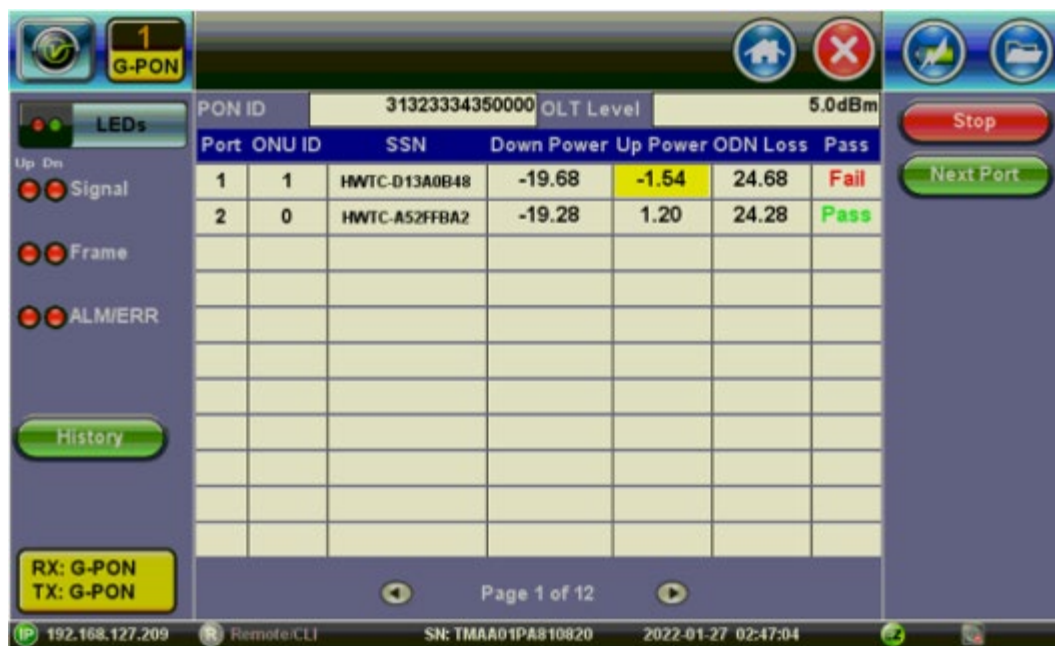 1
G-PON
PON ID 31323334350000 OLT Level 5.0dBm
LEDs
Stop
Port ONU ID SSN Down Power Up Power ODN Loss Pass
Up Dn
Signal
1 1 HWTC-D13A0B48 -19.68 -1.54 24.68 Fail
Next Port
2 0 HWTC-A52FFBA2 -19.28 1.20 24.28 Pass
Frame
ALM/ERR
History
RX: G-PON
TX: G-PON
Page 1 of 12
IP 192.168.127.209 R Remote/CLI SN: TMAA01PA810820 2022-01-27 02:47:04